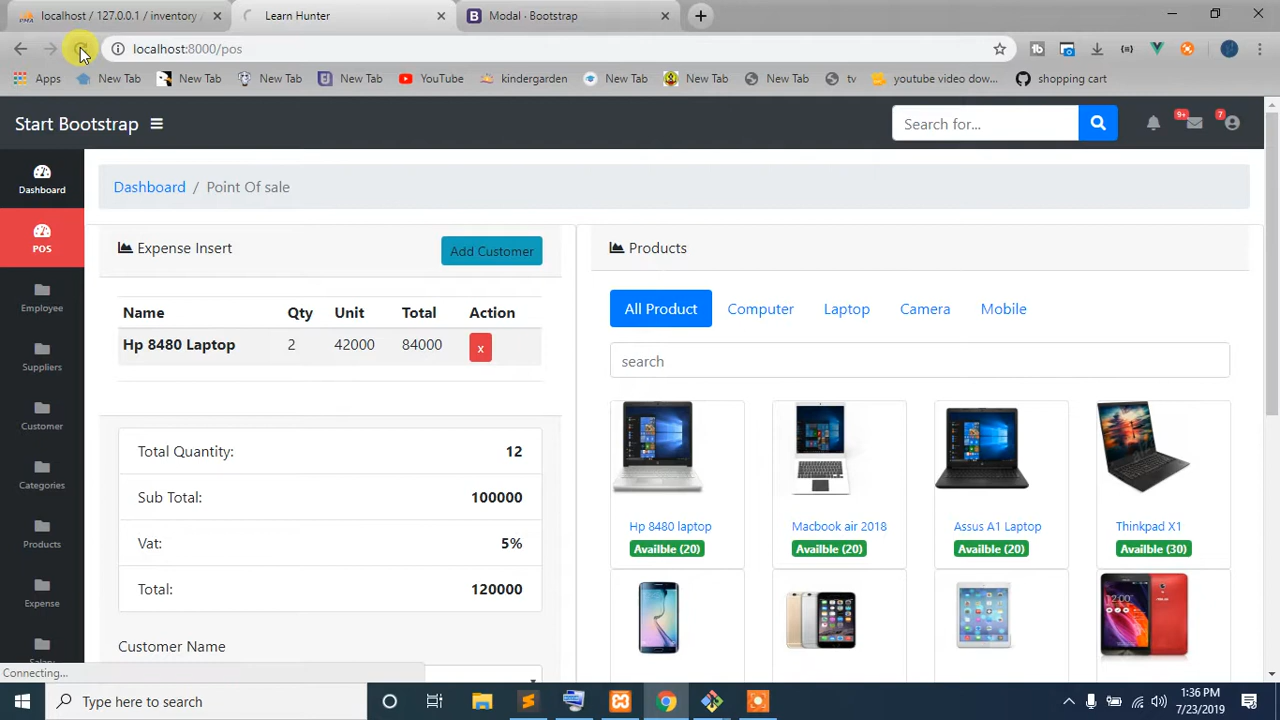 localhost / 127.0.0.1 / inventory
Learn Hunter
Modal · Bootstrap
localhost:8000/pos
Apps
New Tab
New Tab
New Tab
New Tab
YouTube
kindergarden
New Tab
New Tab
New Tab
tv
youtube video dow...
shopping cart
Start Bootstrap
Search for...
9+
7
Dashboard
POS
Employee
Suppliers
Customer
Categories
Products
Expense
Salary
Dashboard / Point Of sale
Expense Insert
Add Customer
Name Qty Unit Total Action
Hp 8480 Laptop 2 42000 84000 x
Total Quantity: 12
Sub Total: 100000
Vat: 5%
Total: 120000
Customer Name
Products
All Product Computer Laptop Camera Mobile
search
Hp 8480 laptop Macbook air 2018 Assus A1 Laptop Thinkpad X1
Availble (20) Availble (20) Availble (20) Availble (30)
Connecting...
Type here to search
1:36 PM
7/23/2019